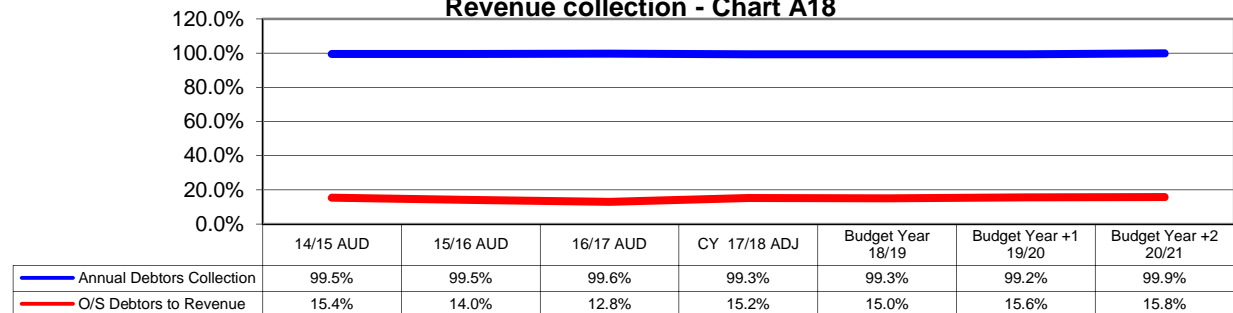 Revenue collection - Chart A18
120.0%
100.0%
80.0%
60.0%
40.0%
20.0%
0.0%
14/15 AUD 15/16 AUD 16/17 AUD CY 17/18 ADJ Budget Year 18/19 Budget Year +1 19/20 Budget Year +2 20/21
Annual Debtors Collection 99.5% 99.5% 99.6% 99.3% 99.3% 99.2% 99.9%
O/S Debtors to Revenue 15.4% 14.0% 12.8% 15.2% 15.0% 15.6% 15.8%